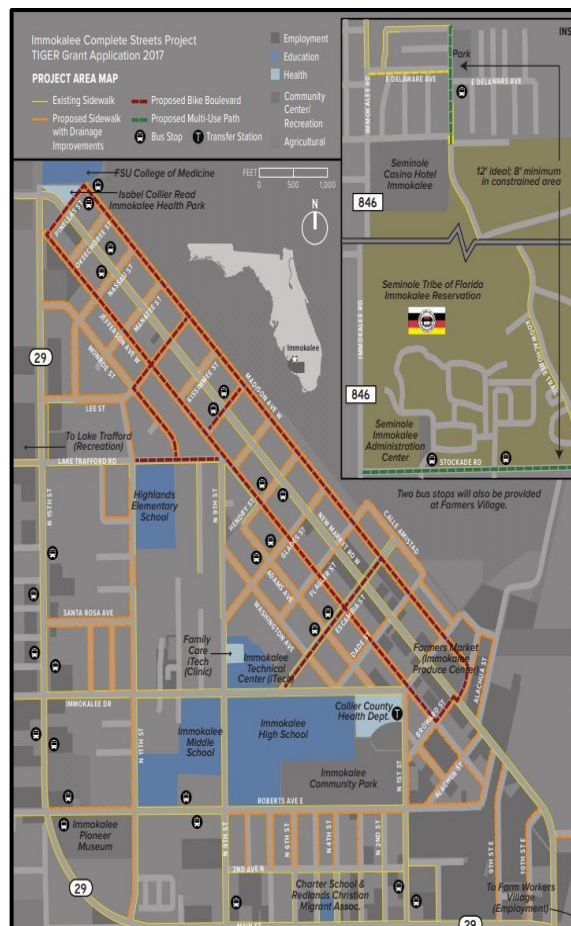 Immokalee Complete Streets Project
TIGER Grant Application 2017
PROJECT AREA MAP
Existing Sidewalk
Proposed Sidewalk
with Drainage
Improvements
Proposed Bike Boulevard
Proposed Multi-Use Path
Bus Stop
T
Transfer Station
Employment
Education
Health
Community
Center/
Recreation
Agricultural
INS
Park
E DELAWARE AVE
E DELAWARE AVE
IMMOKALEE RD
Seminole
Casino Hotel
Immokalee
12' ideal; 8' minimum
in constrained area
846
Seminole Tribe of Florida
Immokalee Reservation
IMMOKALEE RD
KOOWACHOBEE TRAIL
846
Seminole
Immokalee
Administration
Center
STOCKADE RD
Two bus stops will also be provided
at Farmers Village.
FSU College of Medicine
FEET
0 500 1,000
Isabel Collier Read
Immokalee Health Park
N
PINELLAS ST
OKEECHOBEE ST
NASSAU ST
MANATEE ST
JEFFERSON AVE W
MONROE ST
KISSIMMEE ST
MADISON AVE W
Immokalee
29
LEE ST
To Lake Trafford
(Recreation)
LAKE TRAFFORD RD
N 15TH ST
Highlands
Elementary
School
N 9TH ST
HENDRY ST
GLADES ST
NEW MARKET RD W
CALLE AMISTAD
ADAMS AVE
FLAGLER ST
ESCAMBIA ST
WASHINGTON AVE
DADE ST
SANTA ROSA AVE
Family
Care
iTech
(Clinic)
Immokalee
Technical
Center (iTech)
Farmers Market
(Immokalee
Produce Center)
ALACHUA ST
BROWARD ST
Collier County
Health Dept.
T
IMMOKALEE DR
N 11TH ST
Immokalee
Middle
School
Immokalee
High School
Immokalee
Community Park
N 1ST ST
ALACHUA ST
ROBERTS AVE E
Immokalee
Pioneer
Museum
N 9TH ST
N 6TH ST
N 4TH ST
N 2ND ST
9TH ST E
10TH ST E
2ND AVE N
29
Charter School &
Redlands Christian
Migrant Assoc.
To Farm Workers
Village
(Employment)
MAIN ST
29